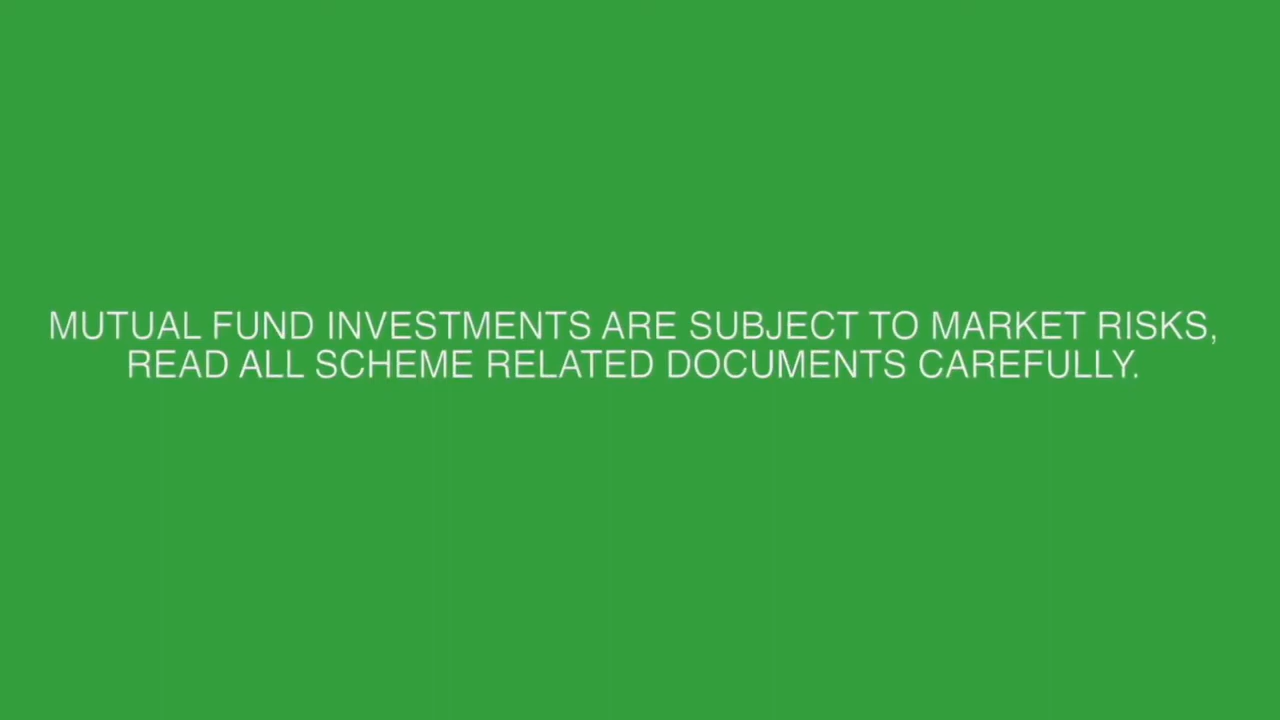 MUTUAL FUND INVESTMENTS ARE SUBJECT TO MARKET RISKS,
READ ALL SCHEME RELATED DOCUMENTS CAREFULLY.